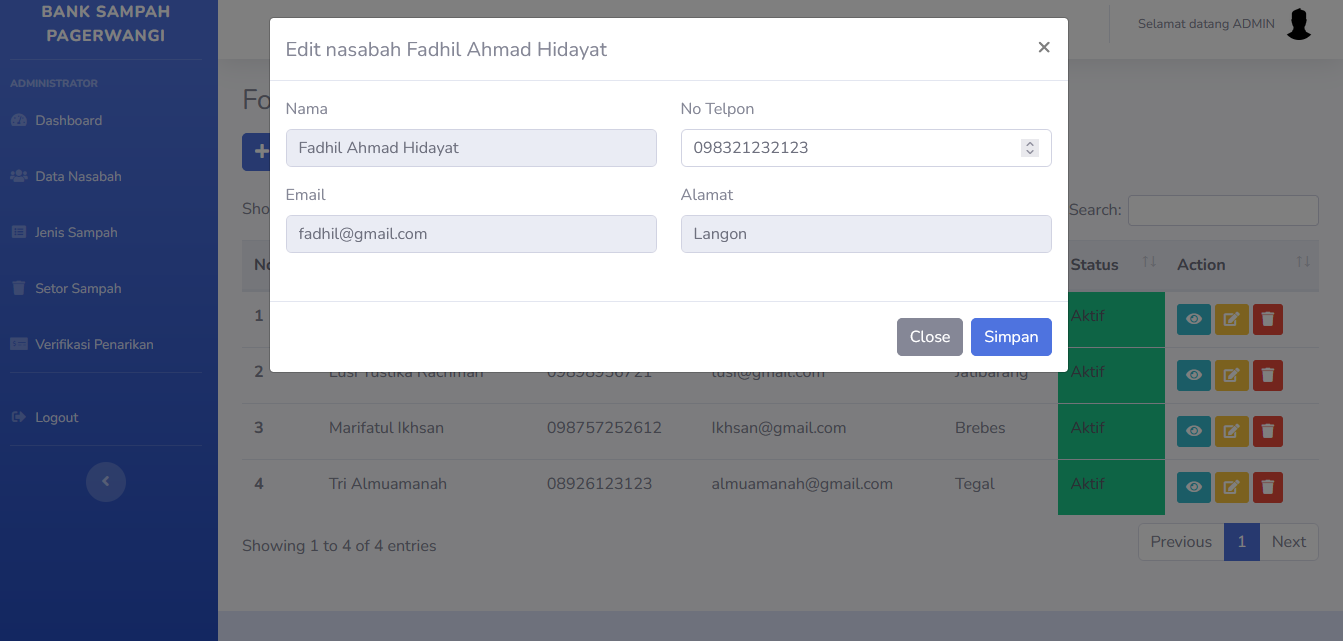 BANK SAMPAH
PAGERWANGI
ADMINISTRATOR
Dashboard
Data Nasabah
Jenis Sampah
Setor Sampah
Verifikasi Penarikan
Logout
Selamat datang ADMIN
Edit nasabah Fadhil Ahmad Hidayat
×
Nama
No Telpon
Fadhil Ahmad Hidayat
098321232123
Email
Alamat
fadhil@gmail.com
Langon
Close
Simpan
Search:
Status
Action
1
Aktif
2 Lusi Yustika Rachman 09898930721 lusi@gmail.com Jatibarang Aktif
3 Marifatul Ikhsan 098757252612 Ikhsan@gmail.com Brebes Aktif
4 Tri Almuamanah 08926123123 almuamanah@gmail.com Tegal Aktif
Showing 1 to 4 of 4 entries
Previous 1 Next